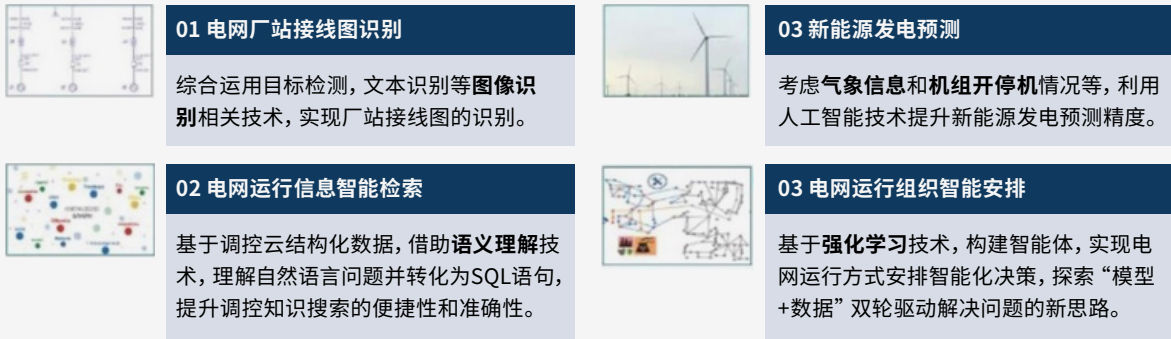 01 电网厂站接线图识别
综合运用目标检测，文本识别等图像识
别相关技术，实现厂站接线图的识别。
02 电网运行信息智能检索
基于调控云结构化数据，借助语义理解技
术，理解自然语言问题并转化为SQL语句，
提升调控知识搜索的便捷性和准确性。
03 新能源发电预测
考虑气象信息和机组开停机情况等，利用
人工智能技术提升新能源发电预测精度。
03 电网运行组织智能安排
基于强化学习技术，构建智能体，实现电
网运行方式安排智能化决策，探索“模型
+数据”双轮驱动解决问题的新思路。